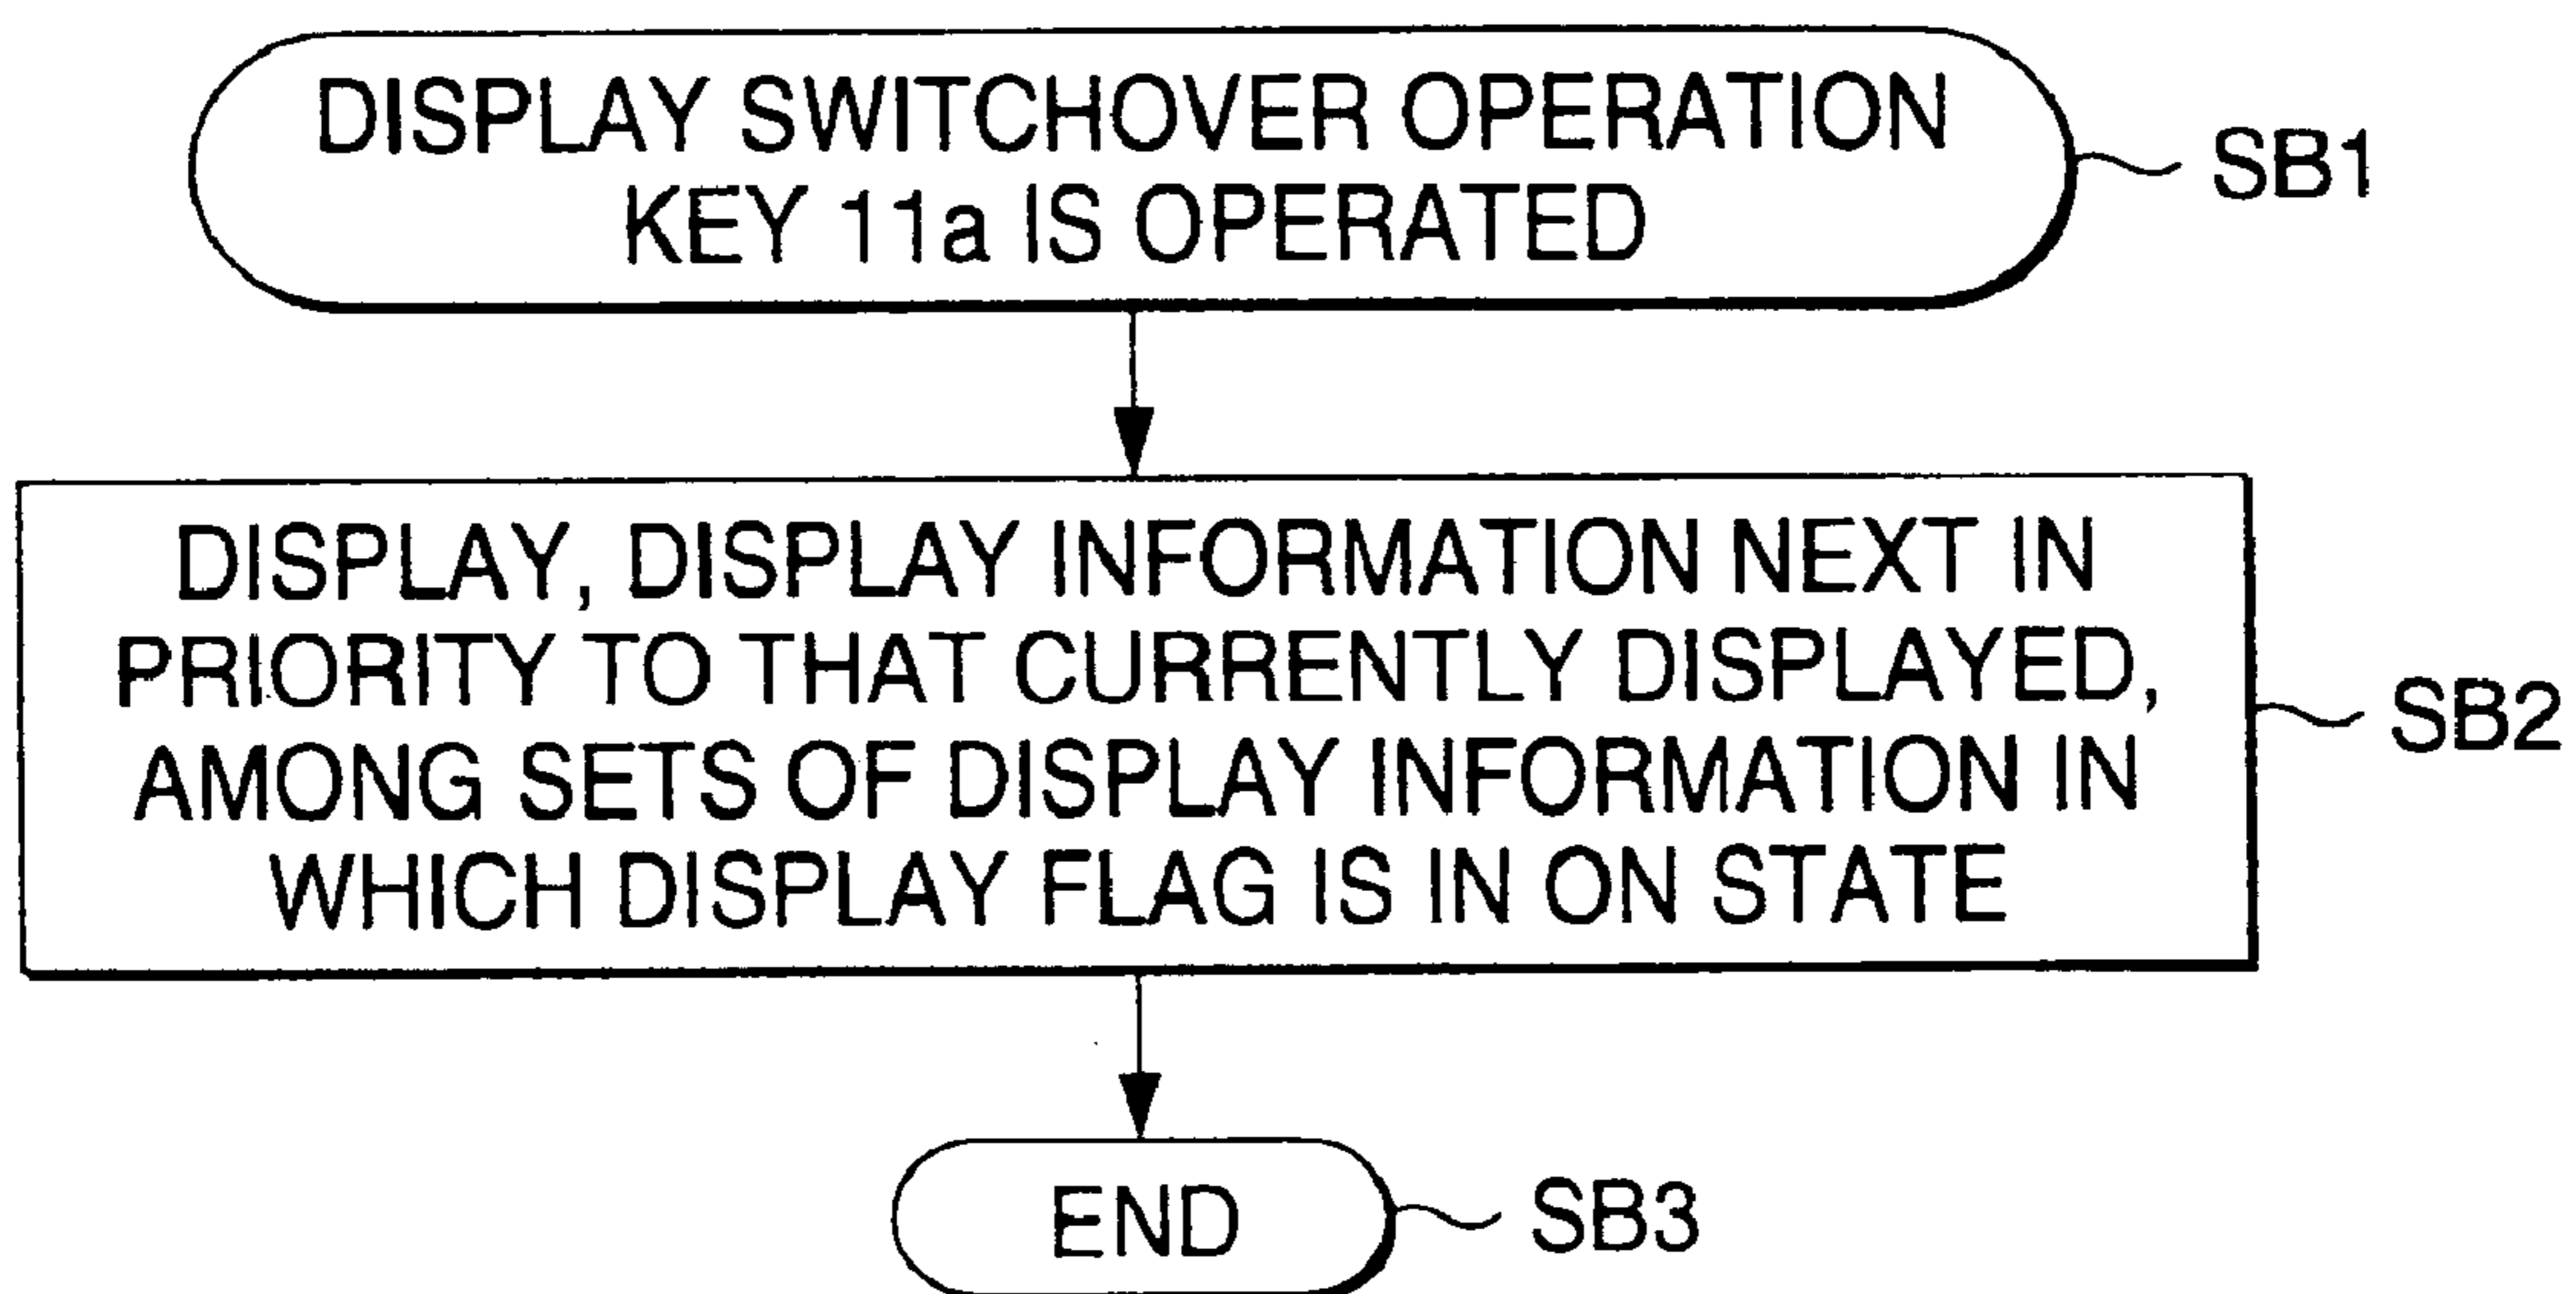 DISPLAY SWITCHOVER OPERATION
KEY 11a IS OPERATED
SB1
DISPLAY, DISPLAY INFORMATION NEXT IN
PRIORITY TO THAT CURRENTLY DISPLAYED,
AMONG SETS OF DISPLAY INFORMATION IN
WHICH DISPLAY FLAG IS IN ON STATE
SB2
END
SB3